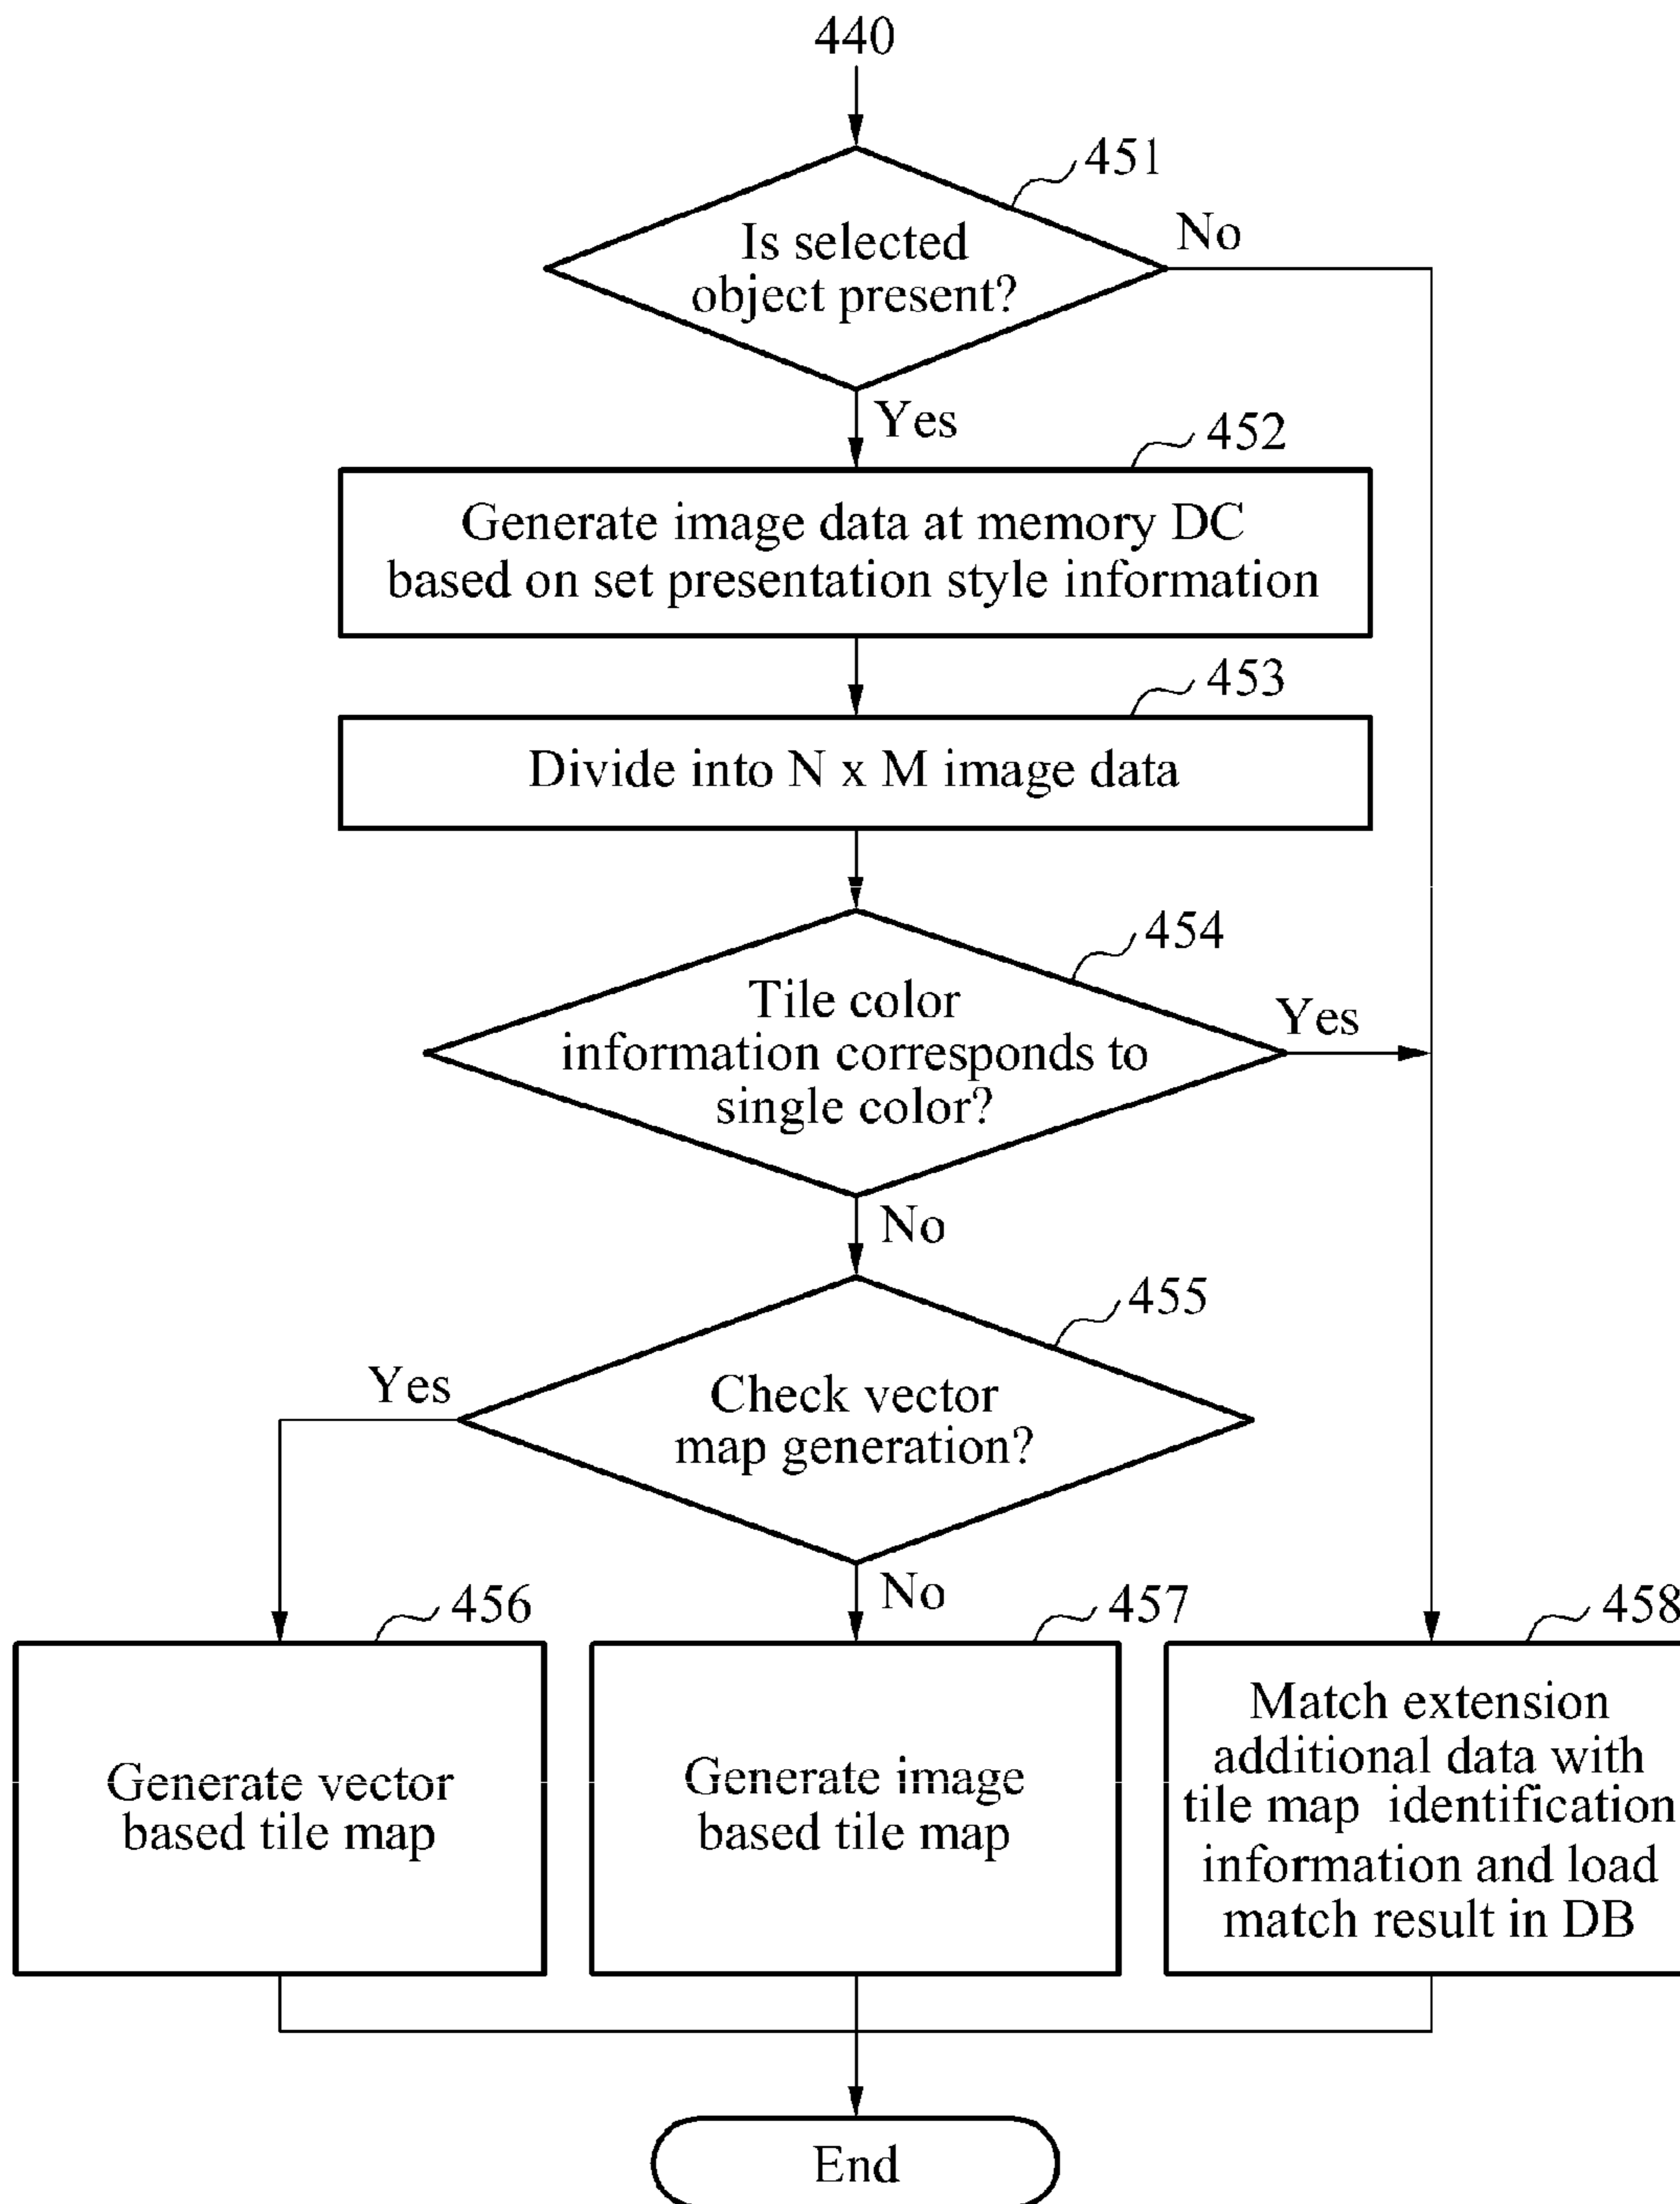 440
451
Is selected
object present?
No
Yes
452
Generate image data at memory DC
based on set presentation style information
453
Divide into N x M image data
454
Tile color
information corresponds to
single color?
Yes
No
455
Check vector
map generation?
Yes
No
456
Generate vector
based tile map
457
Generate image
based tile map
458
Match extension
additional data with
tile map identification
information and load
match result in DB
End